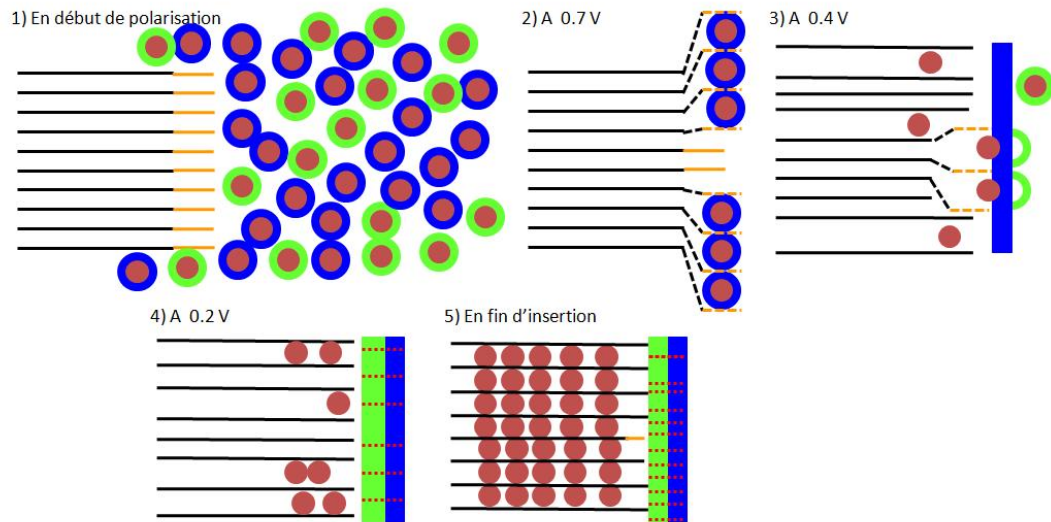 1) En début de polarisation
2) A 0.7 V
3) A 0.4 V
4) A 0.2 V
5) En fin d'insertion